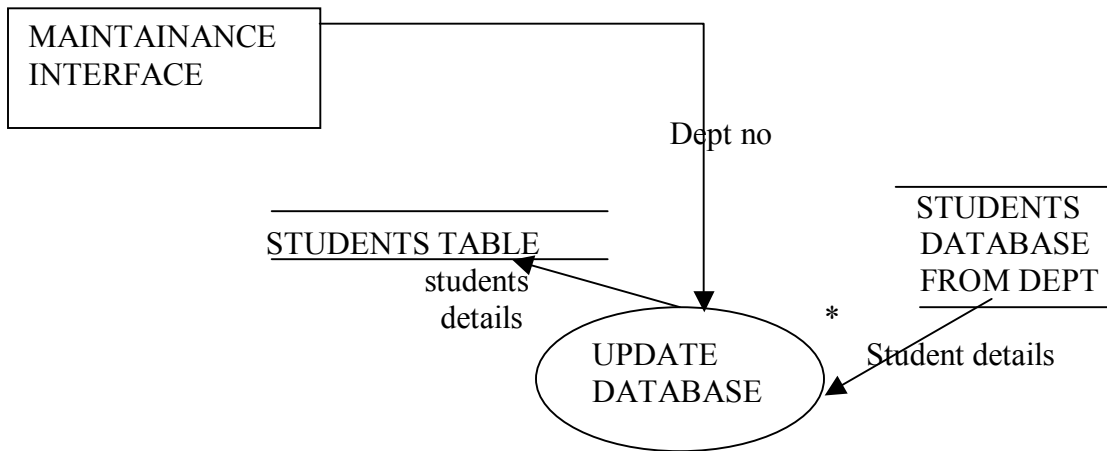 MAINTAINANCE
INTERFACE
Dept no
STUDENTS TABLE
students
details
STUDENTS
DATABASE
FROM DEPT
*
Student details
UPDATE
DATABASE